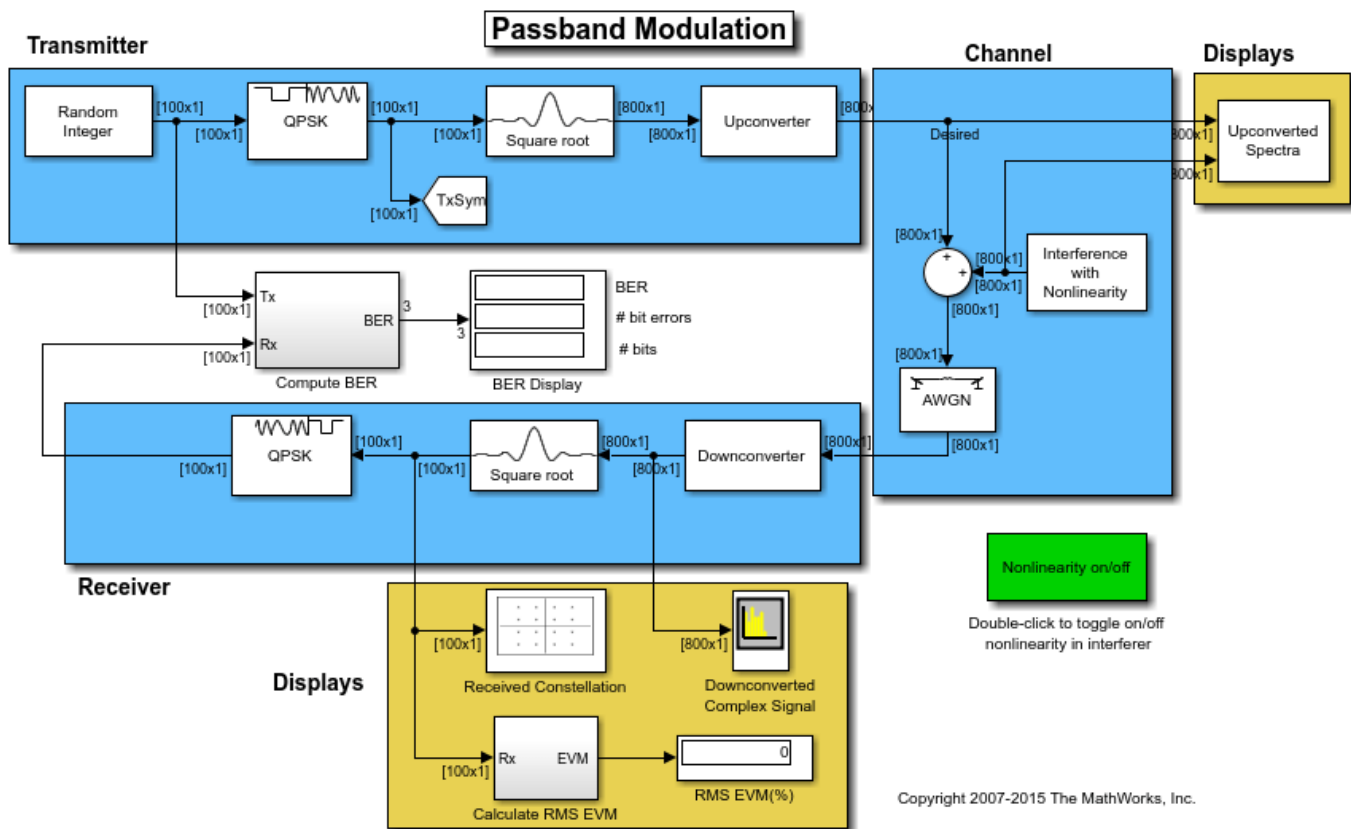 Passband Modulation
Transmitter
Channel
Displays
Random
Integer
[100x1]
[100x1]
QPSK
[100x1]
[100x1]
Square root
[800x1]
[800x1]
Upconverter
[800x
Desired
800x1]
Upconverted
Spectra
800x1]
[100x1]
TxSym
[800x1]
+
+
[800x1]
[800x1]
Interference
with
Nonlinearity
[800x1]
[100x1]
Tx
Rx
BER
[100x1]
Compute BER
3
3
BER
# bit errors
# bits
BER Display
[800x1]
AWGN
[800x1]
[800x1]
Downconverter
[800x1]
[800x1]
Square root
[100x1]
[100x1]
QPSK
[100x1]
Receiver
Nonlinearity on/off
Double-click to toggle on/off
nonlinearity in interferer
Displays
[100x1]
Received Constellation
[800x1]
Downconverted
Complex Signal
[100x1]
Rx
EVM
Calculate RMS EVM
0
RMS EVM(%)
Copyright 2007-2015 The MathWorks, Inc.